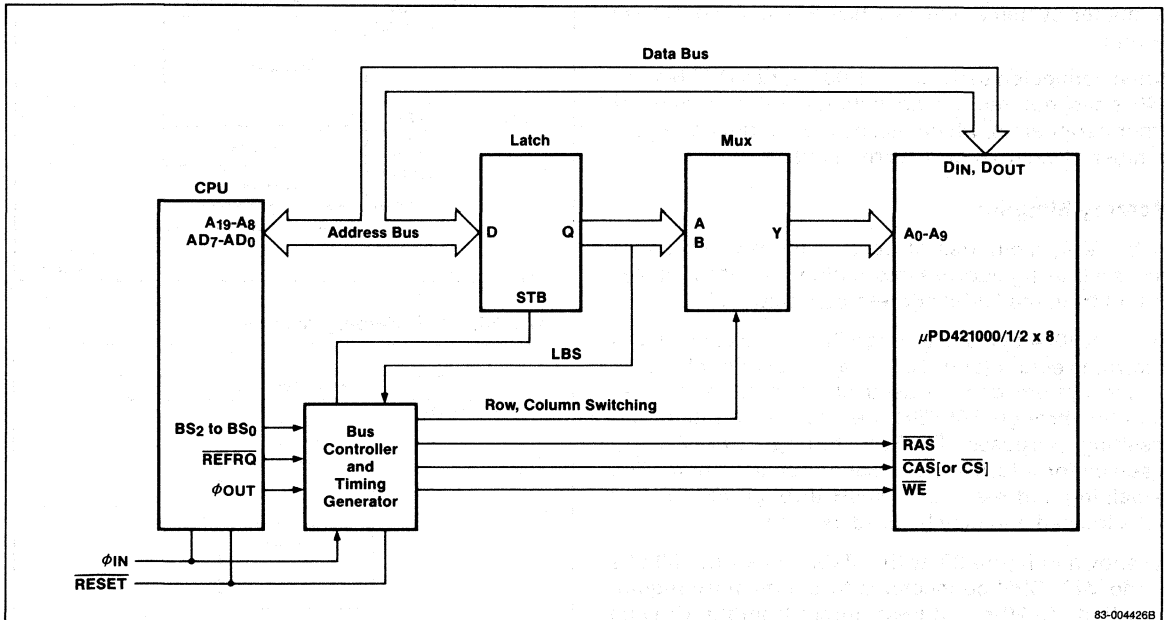 Data Bus
Latch
Mux
CPU
DIN, DOUT
A19-A8
AD7-AD0
Address Bus
D
Q
A
B
Y
A0-A9
STB
μPD421000/1/2 x 8
LBS
Row, Column Switching
BS2 to BS0
REFRQ
ϕOUT
Bus
Controller
and
Timing
Generator
RAS
CAS[or CS]
WE
ϕIN
RESET
83-004426B